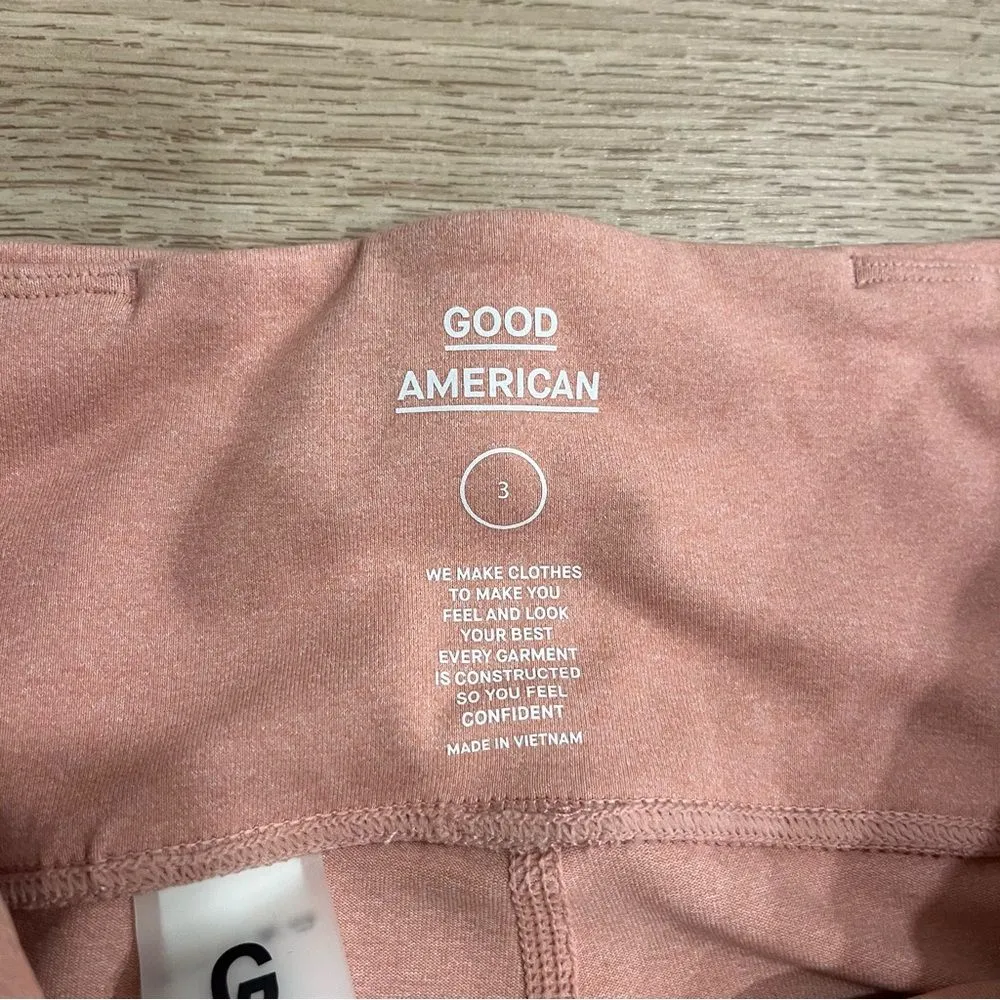 GOOD
AMERICAN
3
WE MAKE CLOTHES
TO MAKE YOU
FEEL AND LOOK
YOUR BEST
EVERY GARMENT
IS CONSTRUCTED
SO YOU FEEL
CONFIDENT
MADE IN VIETNAM
G